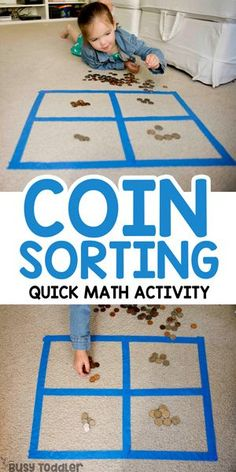 COIN
SORTING
QUICK MATH ACTIVITY
BUSY TODDLER